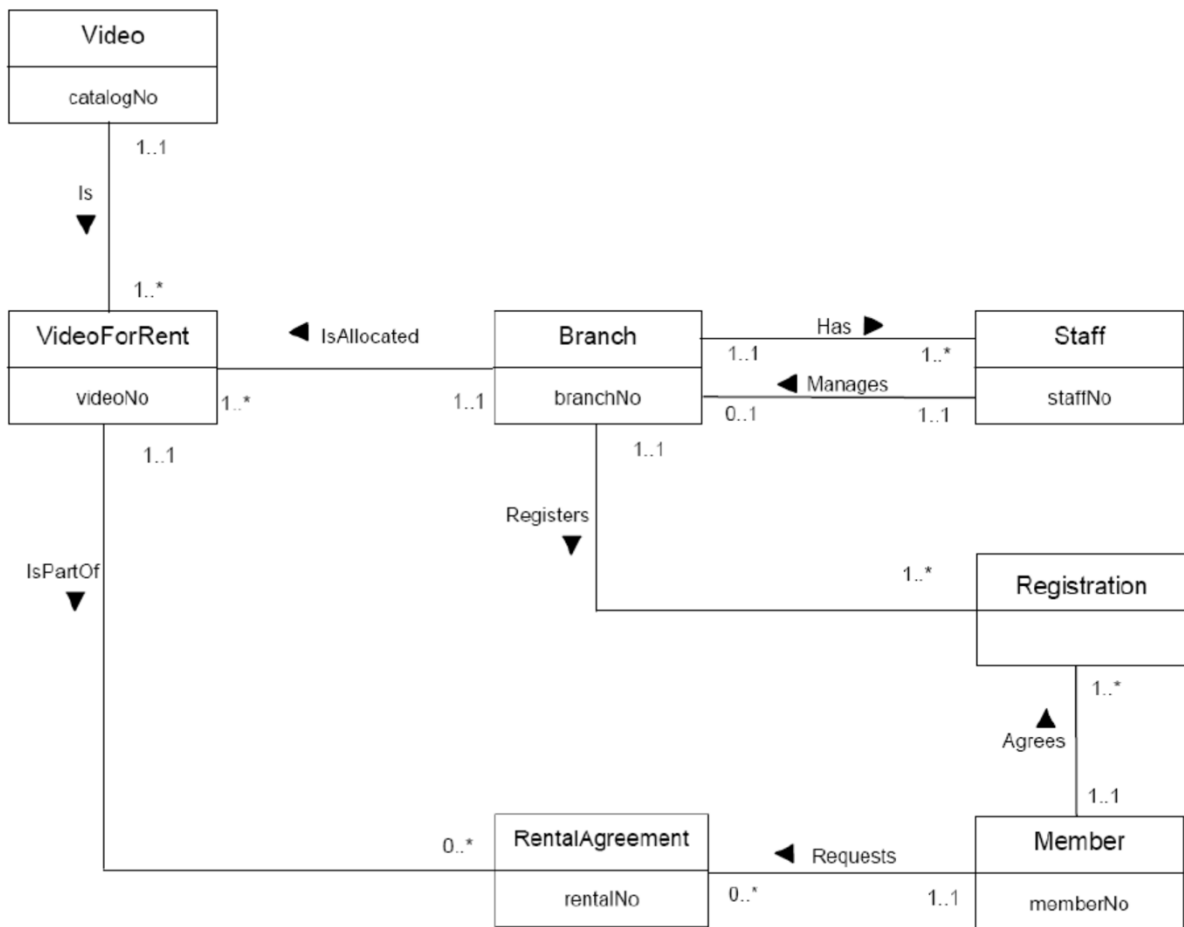 Video
catalogNo
1..1
Is
1..*
VideoForRent
videoNo
IsAllocated
1..*
1..1
Branch
branchNo
Has
1..1
1..*
Manages
0..1
1..1
Staff
staffNo
1..1
1..1
Registers
IsPartOf
1..*
Registration
1..*
Agrees
1..1
0..*
RentalAgreement
rentalNo
Requests
0..*
1..1
Member
memberNo